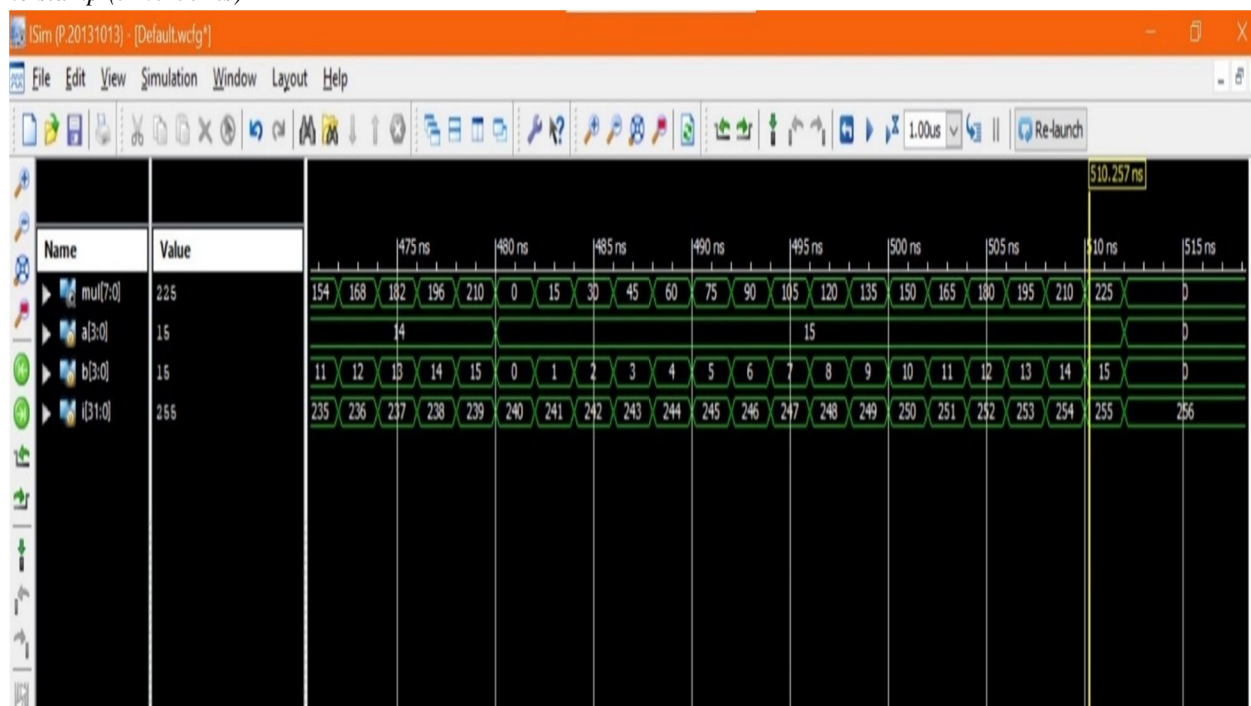 ISim (P.20131013) - [Default.wcfg*]
File Edit View Simulation Window Layout Help
1.00us Re-launch
510.257 ns
Name Value 475 ns 480 ns 485 ns 490 ns 495 ns 500 ns 505 ns 510 ns 515 ns
mul[7:0] 225 154 168 182 196 210 0 15 30 45 60 75 90 105 120 135 150 165 180 195 210 225 0
a[3:0] 15 14 15 0
b[3:0] 15 11 12 13 14 15 0 1 2 3 4 5 6 7 8 9 10 11 12 13 14 15 0
i[31:0] 255 235 236 237 238 239 240 241 242 243 244 245 246 247 248 249 250 251 252 253 254 255 256